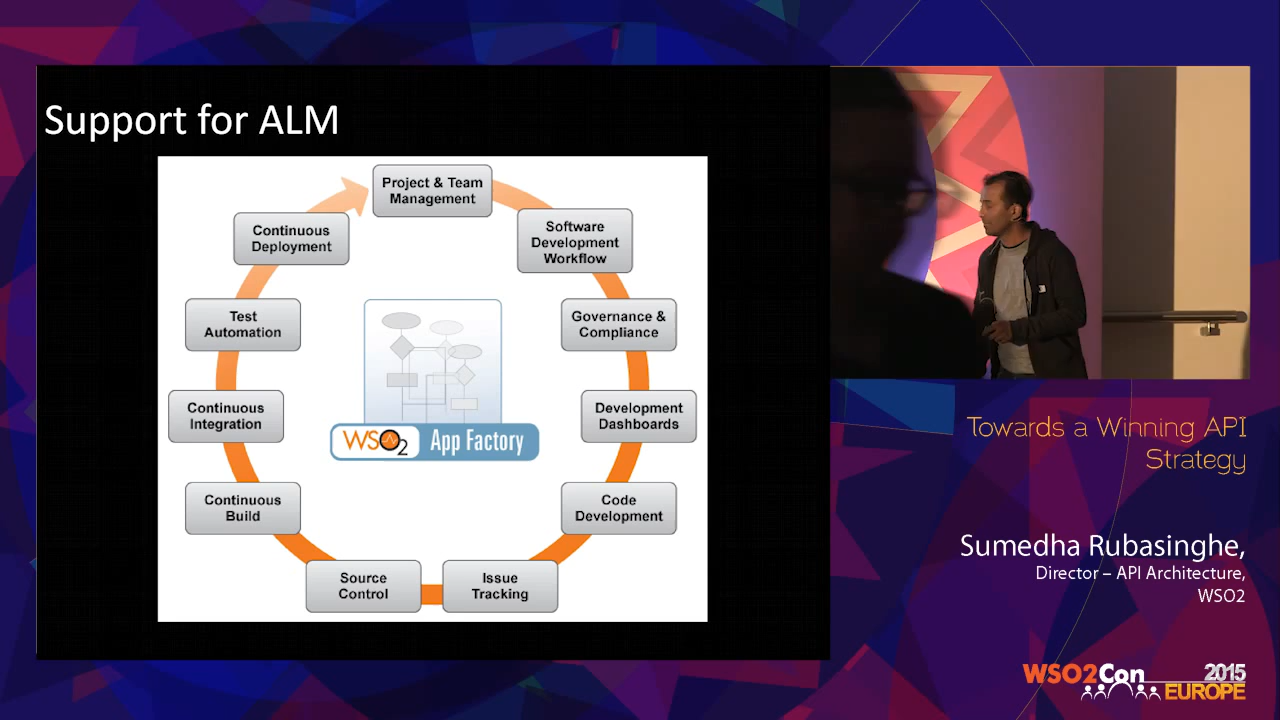 Support for ALM
Project & Team
Management
Software
Development
Workflow
Governance &
Compliance
Development
Dashboards
Code
Development
Issue
Tracking
Source
Control
Continuous
Build
Continuous
Integration
Test
Automation
Continuous
Deployment
WSO2 App Factory
Towards a Winning API
Strategy
Sumedha Rubasinghe,
Director – API Architecture,
WSO2
WSO2Con 2015
EUROPE